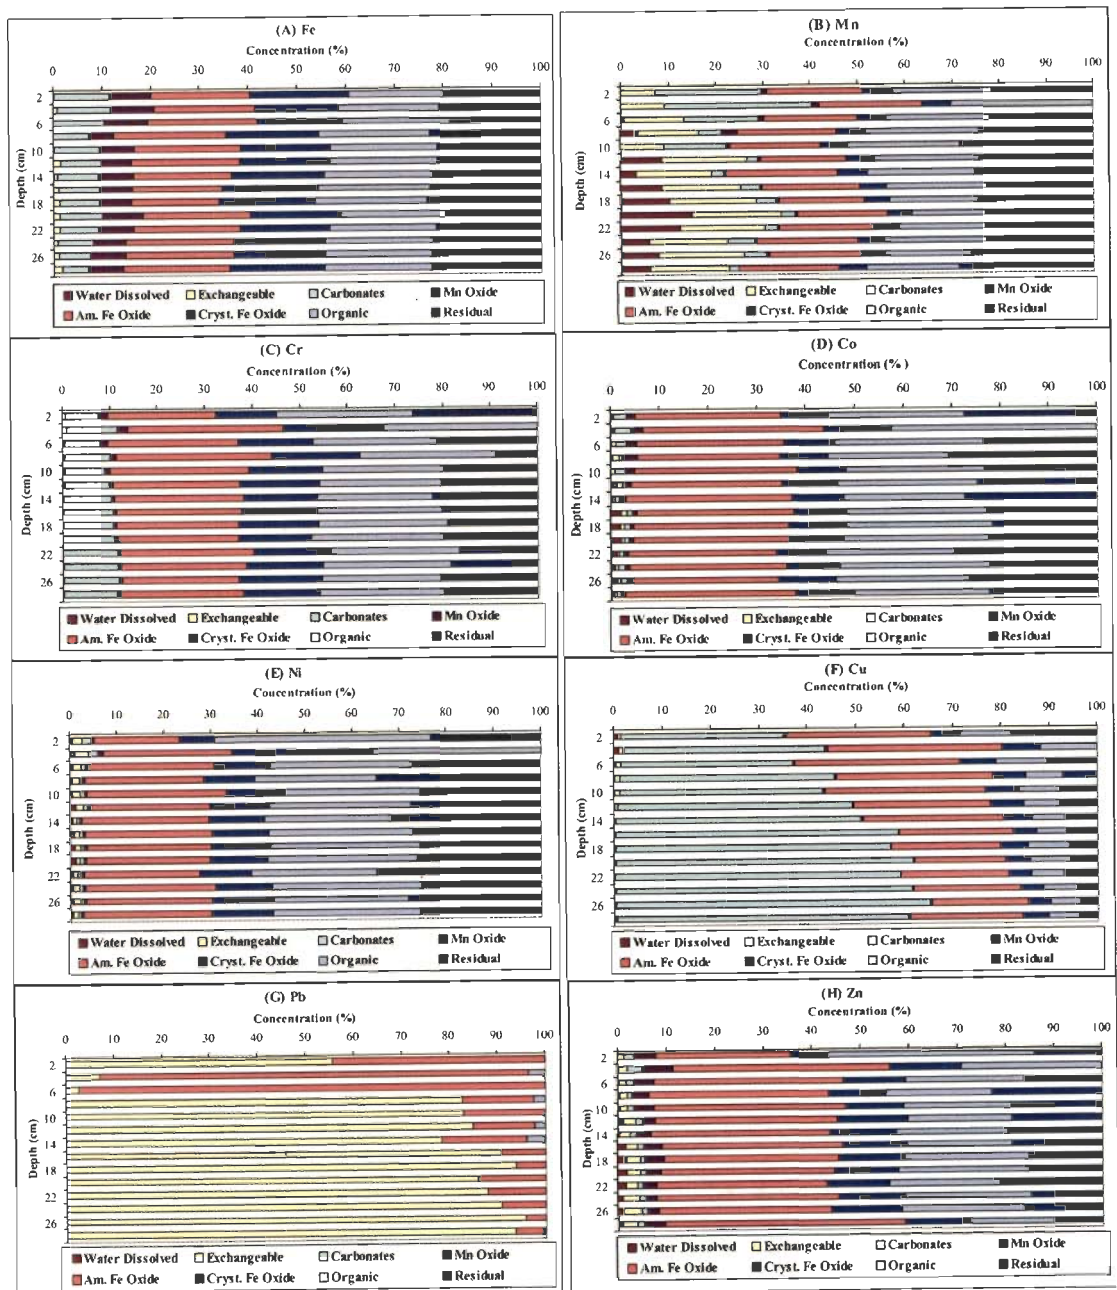 (A) Fe
Concentration (%)
0 10 20 30 40 50 60 70 80 90 100
Depth (cm)
2
6
10
14
18
22
26
Water Dissolved Exchangeable Carbonates Mn Oxide
Am. Fe Oxide Cryst. Fe Oxide Organic Residual
(B) Mn
Concentration (%)
0 10 20 30 40 50 60 70 80 90 100
Depth (cm)
2
6
10
14
18
22
26
Water Dissolved Exchangeable Carbonates Mn Oxide
Am. Fe Oxide Cryst. Fe Oxide Organic Residual
(C) Cr
Concentration (%)
0 10 20 30 40 50 60 70 80 90 100
Depth (cm)
2
6
10
14
18
22
26
Water Dissolved Exchangeable Carbonates Mn Oxide
Am. Fe Oxide Cryst. Fe Oxide Organic Residual
(D) Co
Concentration (%)
0 10 20 30 40 50 60 70 80 90 100
Depth (cm)
2
6
10
14
18
22
26
Water Dissolved Exchangeable Carbonates Mn Oxide
Am. Fe Oxide Cryst. Fe Oxide Organic Residual
(E) Ni
Concentration (%)
0 10 20 30 40 50 60 70 80 90 100
Depth (cm)
2
6
10
14
18
22
26
Water Dissolved Exchangeable Carbonates Mn Oxide
Am. Fe Oxide Cryst. Fe Oxide Organic Residual
(F) Cu
Concentration (%)
0 10 20 30 40 50 60 70 80 90 100
Depth (cm)
2
6
10
14
18
22
26
Water Dissolved Exchangeable Carbonates Mn Oxide
Am. Fe Oxide Cryst. Fe Oxide Organic Residual
(G) Pb
Concentration (%)
0 10 20 30 40 50 60 70 80 90 100
Depth (cm)
2
6
10
14
18
22
26
Water Dissolved Exchangeable Carbonates Mn Oxide
Am. Fe Oxide Cryst. Fe Oxide Organic Residual
(H) Zn
Concentration (%)
0 10 20 30 40 50 60 70 80 90 100
Depth (cm)
2
6
10
14
18
22
26
Water Dissolved Exchangeable Carbonates Mn Oxide
Am. Fe Oxide Cryst. Fe Oxide Organic Residual